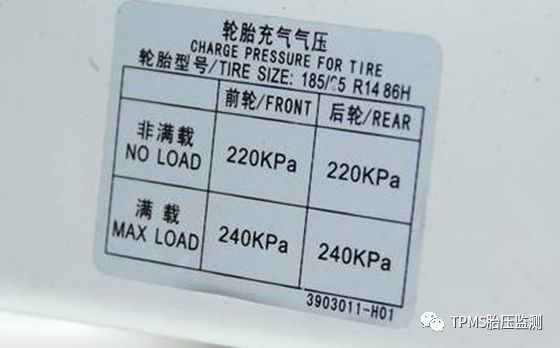 轮胎充气气压
CHARGE PRESSURE FOR TIRE
轮胎型号/TIRE SIZE: 185/65 R14 86H
前轮/FRONT 后轮/REAR
非满载
NO LOAD 220KPa 220KPa
满载
MAX LOAD 240KPa 240KPa
3903011-H01
TPMS胎压监测